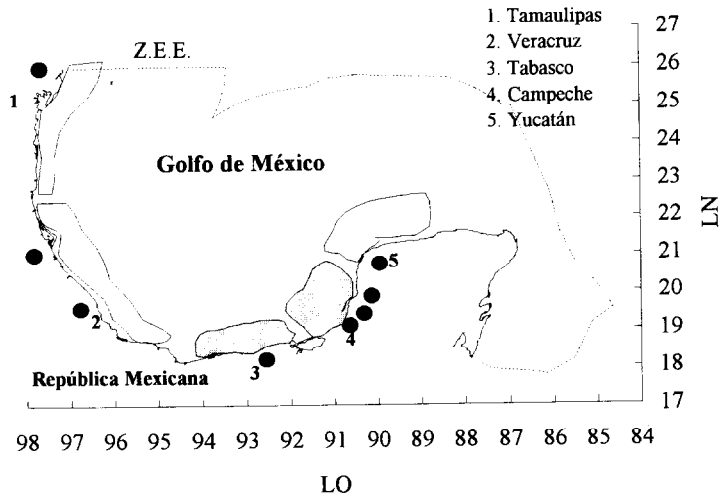 1. Tamaulipas
2. Veracruz
3. Tabasco
4. Campeche
5. Yucatán
Z.E.E.
1
Golfo de México
5
2
4
3
República Mexicana
27
26
25
24
23
22
21
20
19
18
17
LN
98 97 96 95 94 93 92 91 90 89 88 87 86 85 84
LO